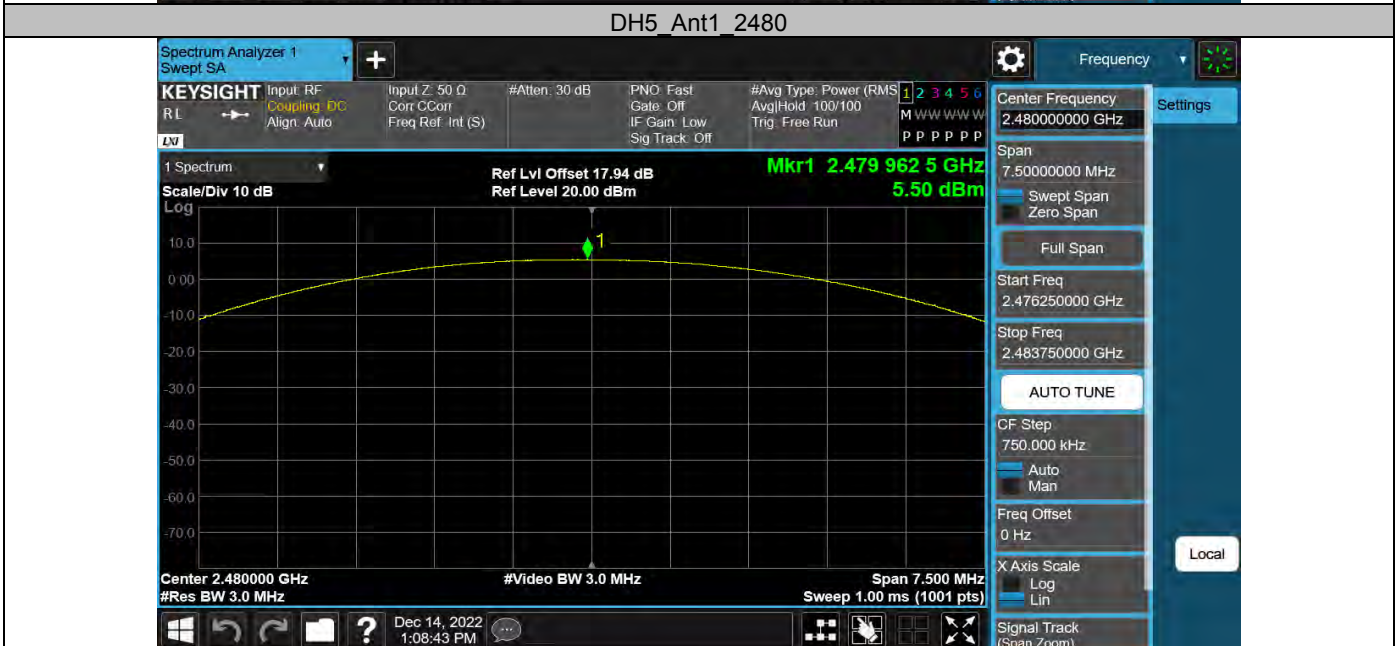 DH5_Ant1_2480
Spectrum Analyzer 1
Swept SA
+
Frequency
KEYSIGHT
RL
LXI
Input: RF
Coupling: DC
Align: Auto
Input Z: 50 Ω
Corr CCorr
Freq Ref: Int (S)
#Atten: 30 dB
PNO: Fast
Gate: Off
IF Gain: Low
Sig Track: Off
#Avg Type: Power (RMS
Avg|Hold: 100/100
Trig: Free Run
1 2 3 4 5 6
M W W W W W
P P P P P P
Center Frequency
2.480000000 GHz
Settings
Span
7.50000000 MHz
Swept Span
Zero Span
Full Span
Start Freq
2.476250000 GHz
Stop Freq
2.483750000 GHz
AUTO TUNE
CF Step
750.000 kHz
Auto
Man
Freq Offset
0 Hz
X Axis Scale
Log
Lin
Signal Track
(Span Zoom)
Local
1 Spectrum
Scale/Div 10 dB
Log
Ref Lvl Offset 17.94 dB
Ref Level 20.00 dBm
Mkr1 2.479 962 5 GHz
5.50 dBm
1
10.0
0.00
-10.0
-20.0
-30.0
-40.0
-50.0
-60.0
-70.0
Center 2.480000 GHz
#Res BW 3.0 MHz
#Video BW 3.0 MHz
Span 7.500 MHz
Sweep 1.00 ms (1001 pts)
?
Dec 14, 2022
1:08:43 PM